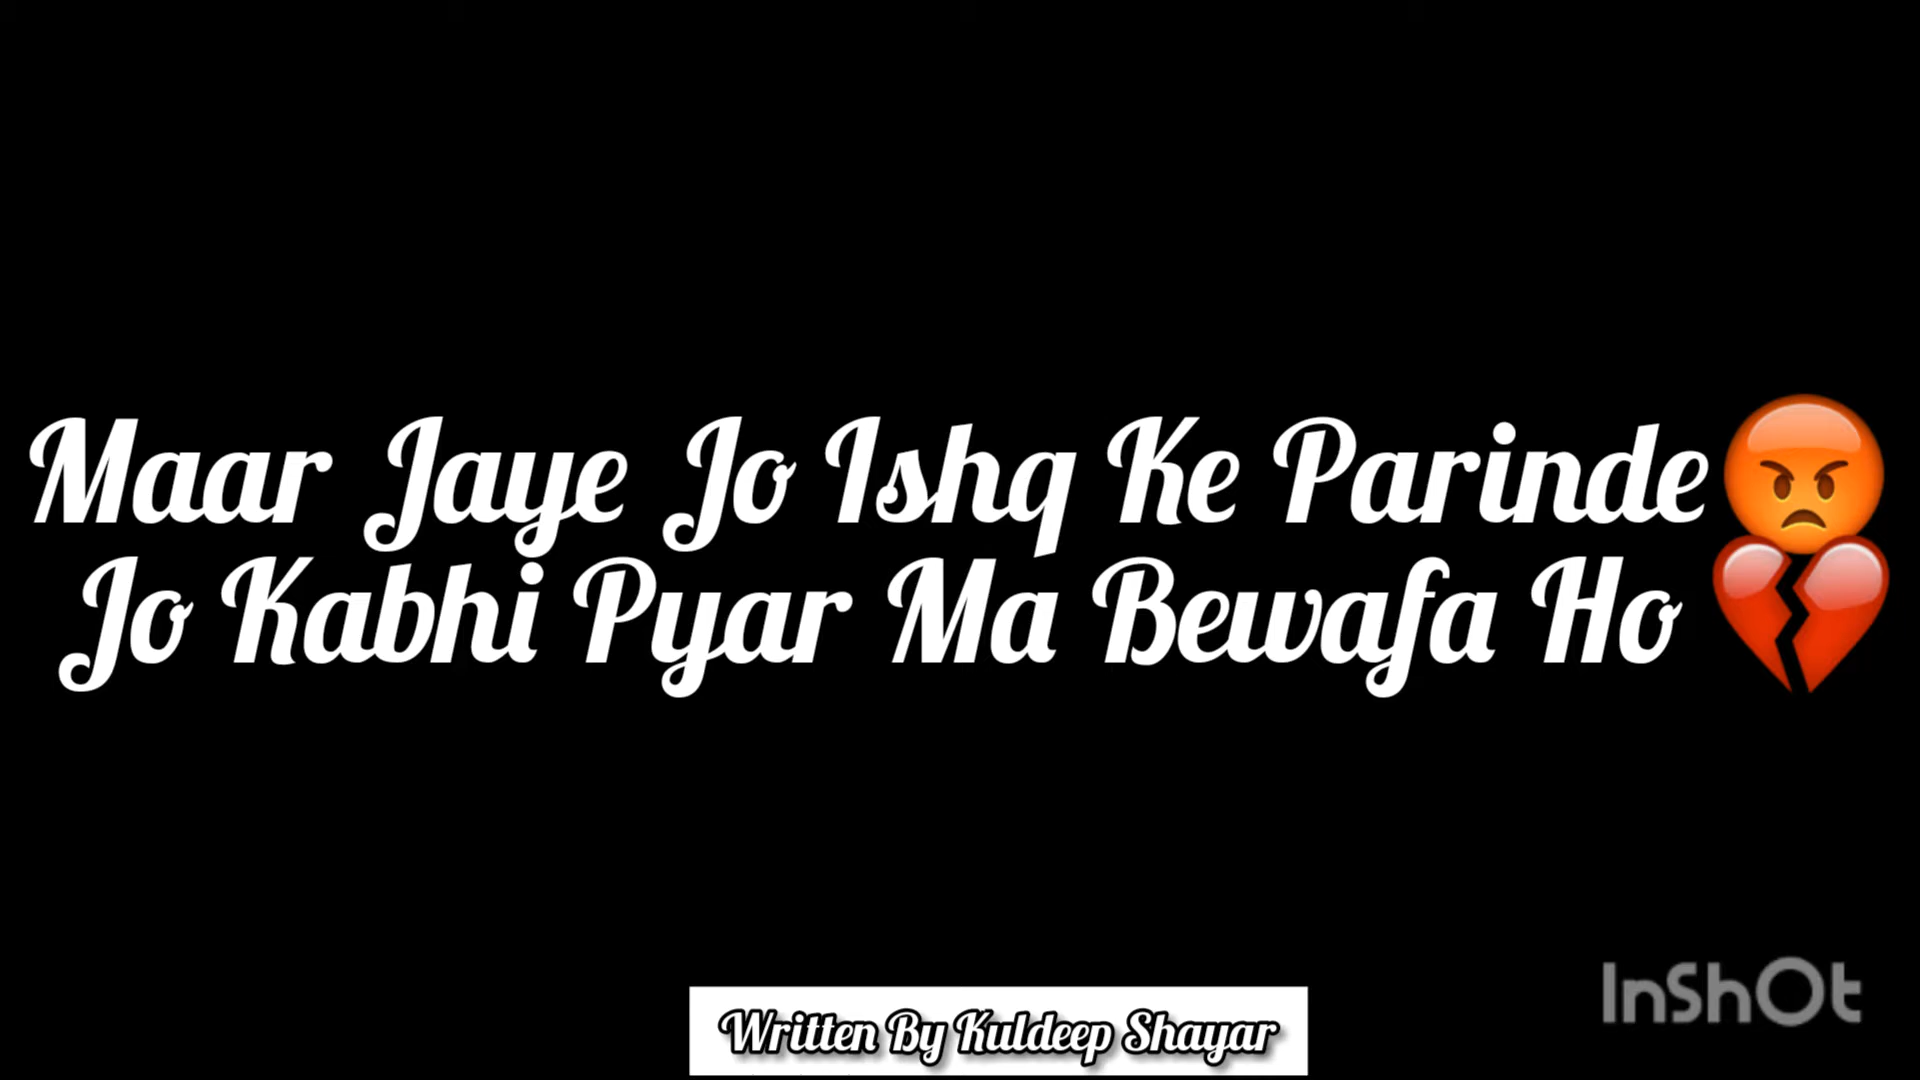 Maar Jaye Jo Ishq Ke Parinde😡
Jo Kabhi Pyar Ma Bewafa Ho 💔
InShOt
Written By Kuldeep Shayar